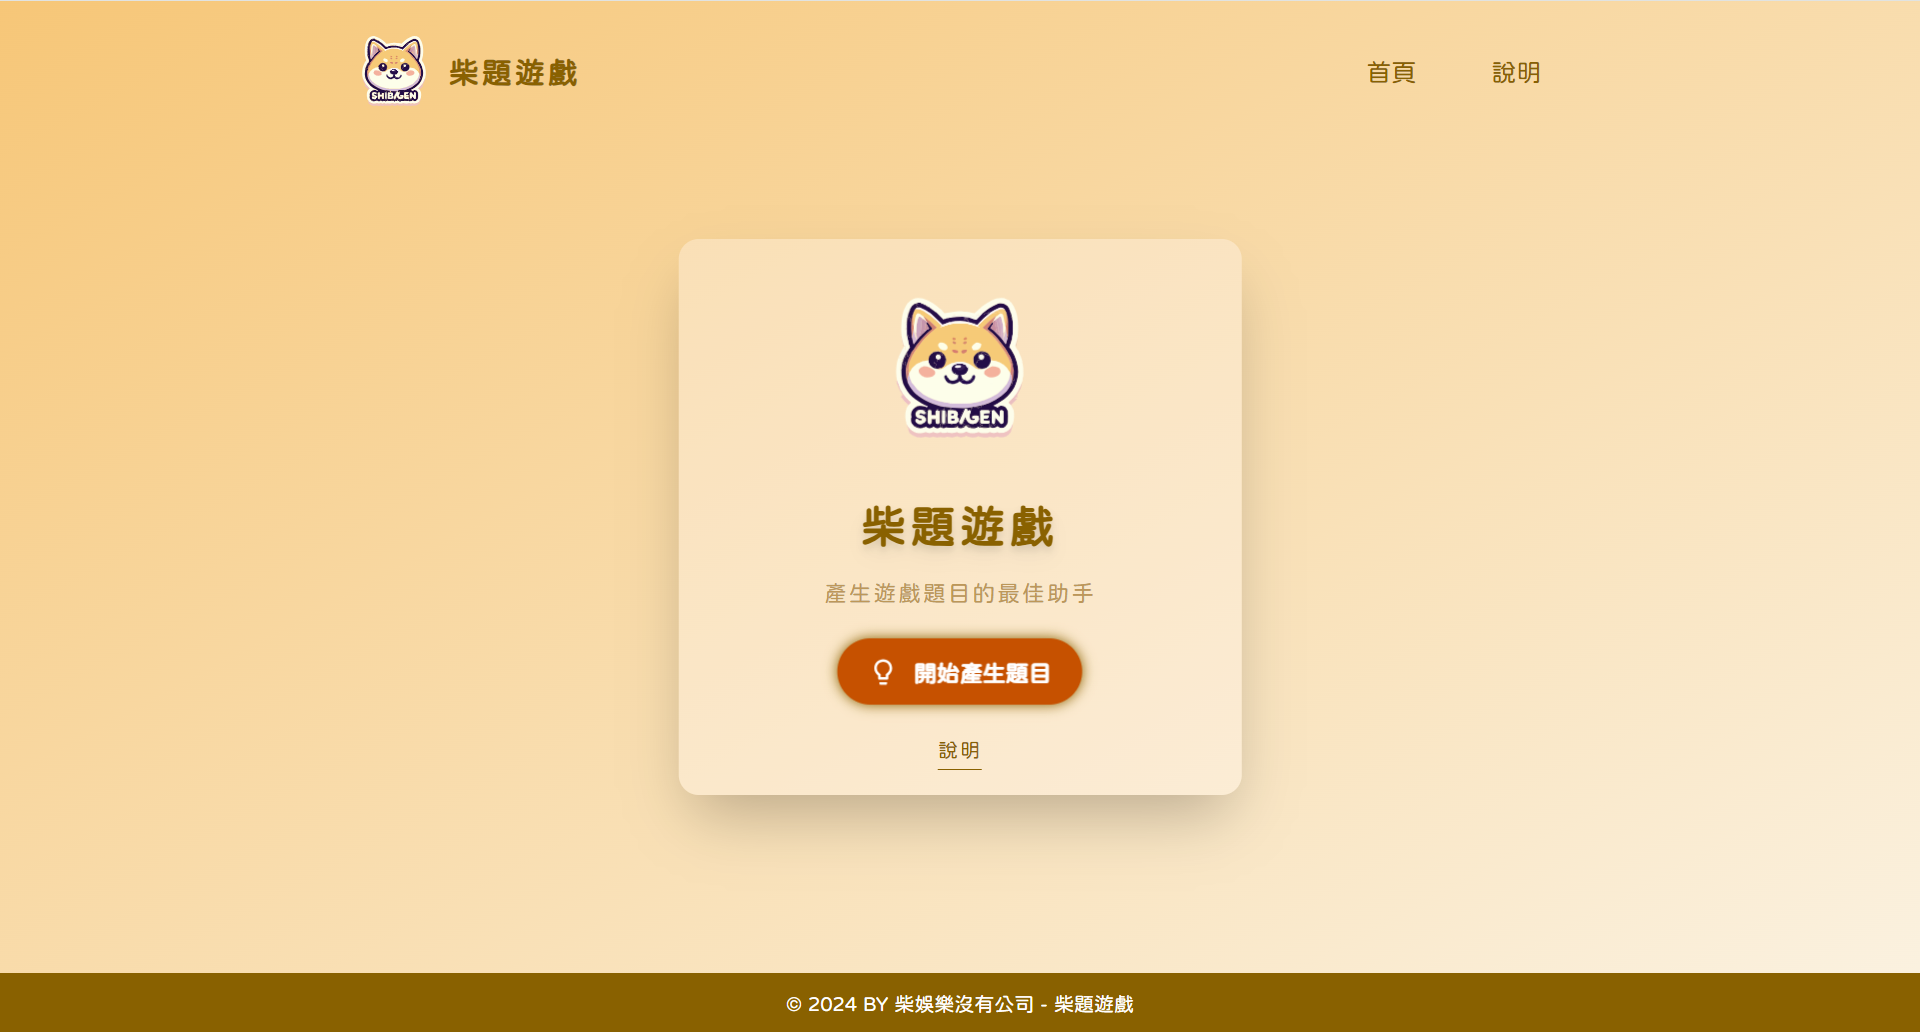 SHIBAGEN
柴題遊戲
首頁
說明
SHIBAGEN
柴題遊戲
產生遊戲題目的最佳助手
開始產生題目
說明
© 2024 BY 柴娛樂沒有公司 - 柴題遊戲